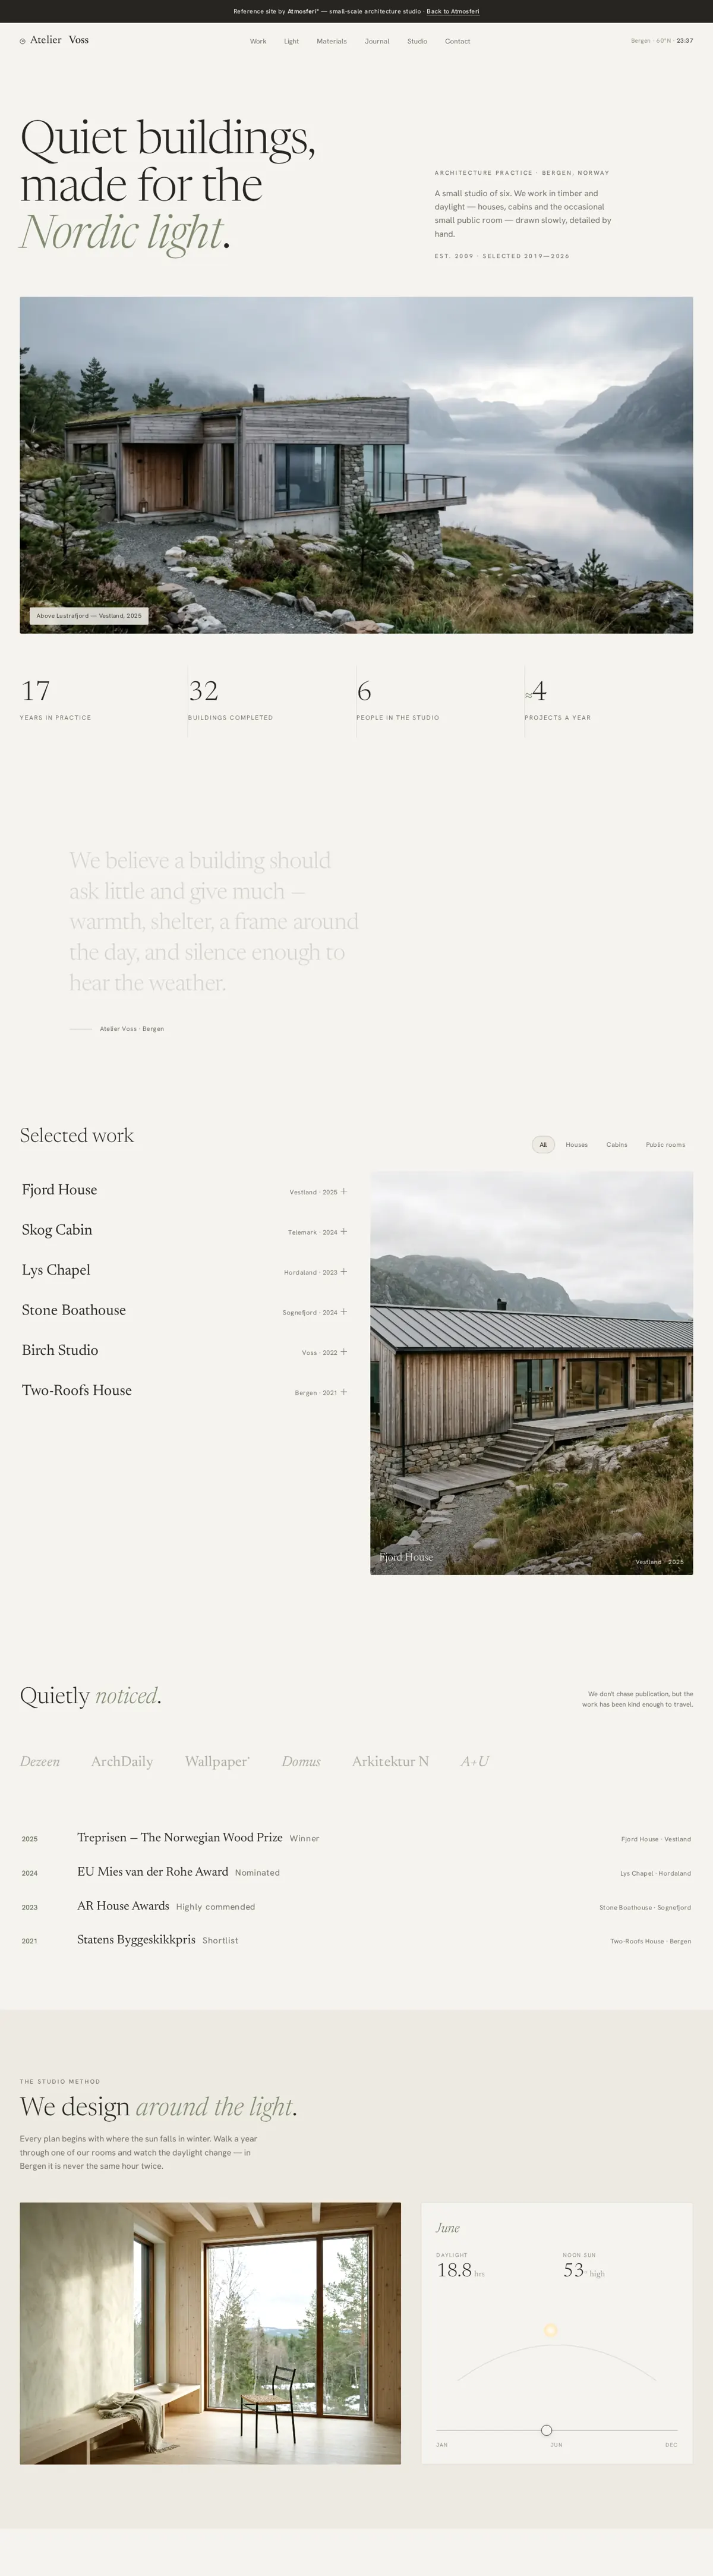 Reference site by Atmosferi° — small-scale architecture studio · Back to Atmosferi
Atelier Voss
Work Light Materials Journal Studio Contact
Bergen · 60°N · 23:37
Quiet buildings,
made for the
Nordic light.
ARCHITECTURE PRACTICE · BERGEN, NORWAY
A small studio of six. We work in timber and
daylight — houses, cabins and the occasional
small public room — drawn slowly, detailed by
hand.
EST. 2009 · SELECTED 2019—2026
Above Lustrafjord — Vestland, 2025
17
YEARS IN PRACTICE
32
BUILDINGS COMPLETED
6
PEOPLE IN THE STUDIO
≈4
PROJECTS A YEAR
We believe a building should
ask little and give much —
warmth, shelter, a frame around
the day, and silence enough to
hear the weather.
Atelier Voss · Bergen
Selected work
All Houses Cabins Public rooms
Fjord House Vestland · 2025 +
Skog Cabin Telemark · 2024 +
Lys Chapel Hordaland · 2023 +
Stone Boathouse Sognefjord · 2024 +
Birch Studio Voss · 2022 +
Two-Roofs House Bergen · 2021 +
Fjord House Vestland · 2025
Quietly noticed.
We don't chase publication, but the
work has been kind enough to travel.
Dezeen ArchDaily Wallpaper* Domus Arkitektur N A+U
2025 Treprisen — The Norwegian Wood Prize Winner Fjord House · Vestland
2024 EU Mies van der Rohe Award Nominated Lys Chapel · Hordaland
2023 AR House Awards Highly commended Stone Boathouse · Sognefjord
2021 Statens Byggeskikkpris Shortlist Two-Roofs House · Bergen
THE STUDIO METHOD
We design around the light.
Every plan begins with where the sun falls in winter. Walk a year
through one of our rooms and watch the daylight change — in
Bergen it is never the same hour twice.
June
DAYLIGHT
18.8 hrs
NOON SUN
53° high
JAN JUN DEC